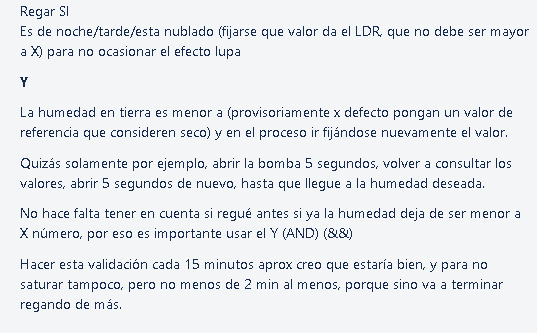 Regar SI
Es de noche/tarde/esta nublado (fijarse que valor da el LDR, que no debe ser mayor
a X) para no ocasionar el efecto lupa
Y
La humedad en tierra es menor a (provisoriamente x defecto pongan un valor de
referencia que consideren seco) y en el proceso ir fijándose nuevamente el valor.
Quizás solamente por ejemplo, abrir la bomba 5 segundos, volver a consultar los
valores, abrir 5 segundos de nuevo, hasta que llegue a la humedad deseada.
No hace falta tener en cuenta si regué antes si ya la humedad deja de ser menor a
X número, por eso es importante usar el Y (AND) (&&)
Hacer esta validación cada 15 minutos aprox creo que estaría bien, y para no
saturar tampoco, pero no menos de 2 min al menos, porque sino va a terminar
regando de más.